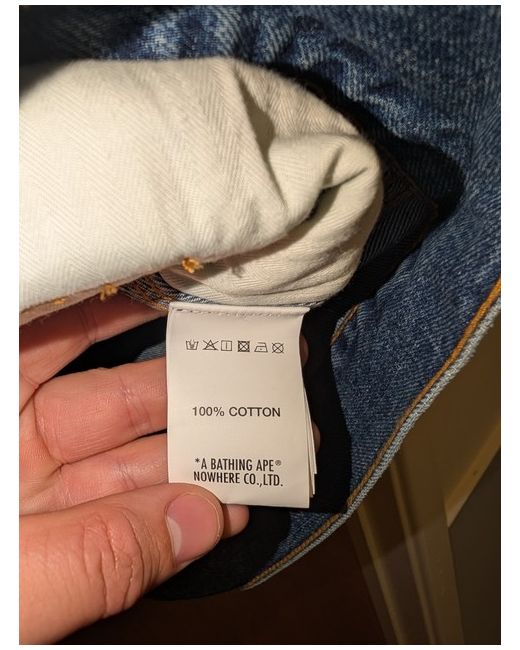 100% COTTON
*A BATHING APE®
NOWHERE CO.,LTD.